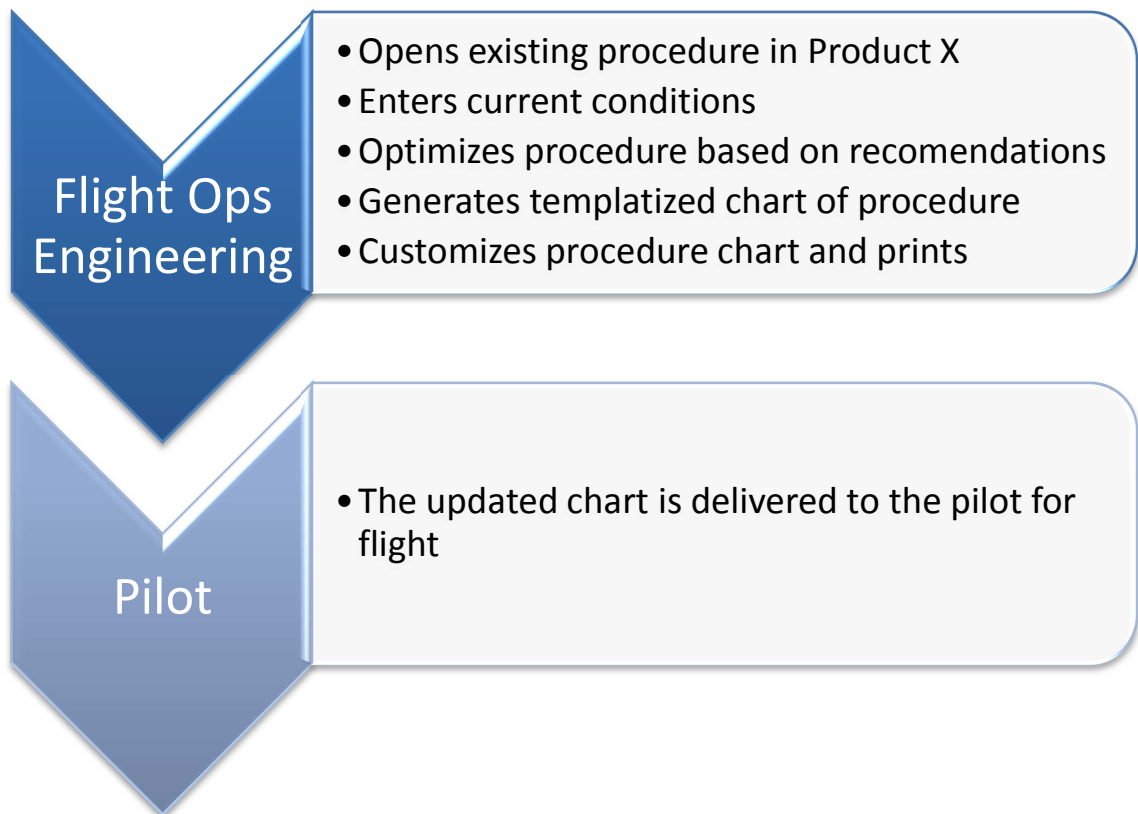 Flight Ops
Engineering
•Opens existing procedure in Product X
•Enters current conditions
•Optimizes procedure based on recomendations
•Generates templatized chart of procedure
•Customizes procedure chart and prints
Pilot
•The updated chart is delivered to the pilot for
flight